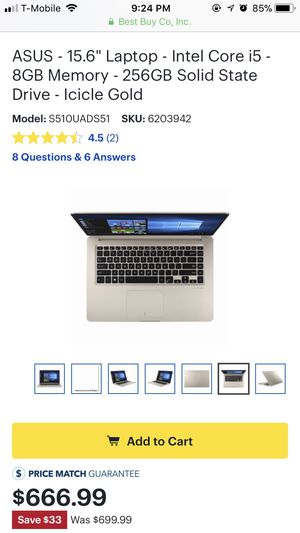 T-Mobile 9:24 PM 85%
Best Buy Co, Inc.
ASUS - 15.6" Laptop - Intel Core i5 -
8GB Memory - 256GB Solid State
Drive - Icicle Gold
Model: S510UADS51 SKU: 6203942
4.5 (2)
8 Questions & 6 Answers
Add to Cart
$ PRICE MATCH GUARANTEE
$666.99
Save $33 Was $699.99